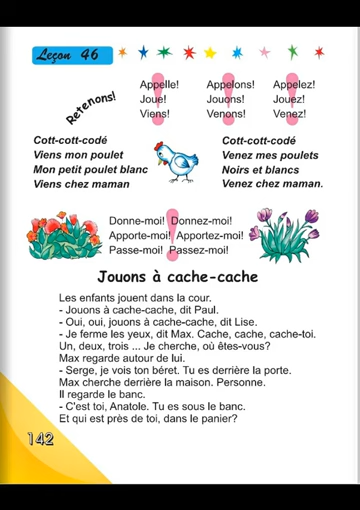 Leçon 46
Retenons!
Appelle! Appelons! Appelez!
Joue! Jouons! Jouez!
Viens! Venons! Venez!
Cott-cott-codé
Viens mon poulet
Mon petit poulet blanc
Viens chez maman
Cott-cott-codé
Venez mes poulets
Noirs et blancs
Venez chez maman.
Donne-moi! Donnez-moi!
Apporte-moi! Apportez-moi!
Passe-moi! Passez-moi!
Jouons à cache-cache
Les enfants jouent dans la cour.
- Jouons à cache-cache, dit Paul.
- Oui, oui, jouons à cache-cache, dit Lise.
- Je ferme les yeux, dit Max. Cache, cache, cache-toi.
Un, deux, trois ... Je cherche, où êtes-vous?
Max regarde autour de lui.
- Serge, je vois ton béret. Tu es derrière la porte.
Max cherche derrière la maison. Personne.
Il regarde le banc.
- C'est toi, Anatole. Tu es sous le banc.
Et qui est près de toi, dans le panier?
142